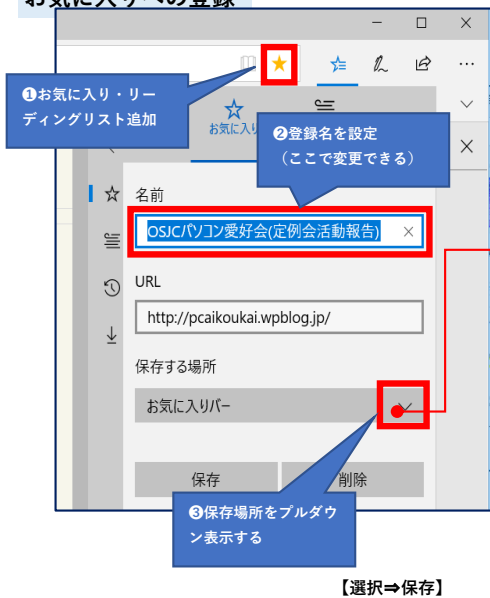 お気に入りへの登録
❶お気に入り・リー
ディングリスト追加
お気に入り
❷登録名を設定
（ここで変更できる）
名前
OSJCパソコン愛好会(定例会活動報告)
URL
http://pcaikoukai.wpblog.jp/
保存する場所
お気に入りバー
保存
削除
❸保存場所をプルダウ
ン表示する
【選択⇒保存】